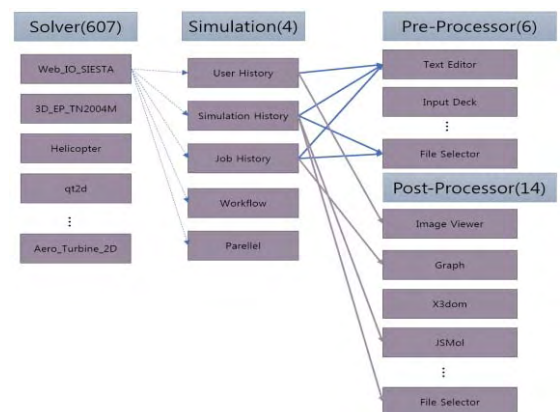 Solver(607)
Web_IO_SIESTA
3D_EP_TN2004M
Helicopter
qt2d
⋮
Aero_Turbine_2D
Simulation(4)
User History
Simulation History
Job History
Workflow
Parellel
Pre-Processor(6)
Text Editor
Input Deck
⋮
File Selector
Post-Processor(14)
Image Viewer
Graph
X3dom
JSMol
⋮
File Selector